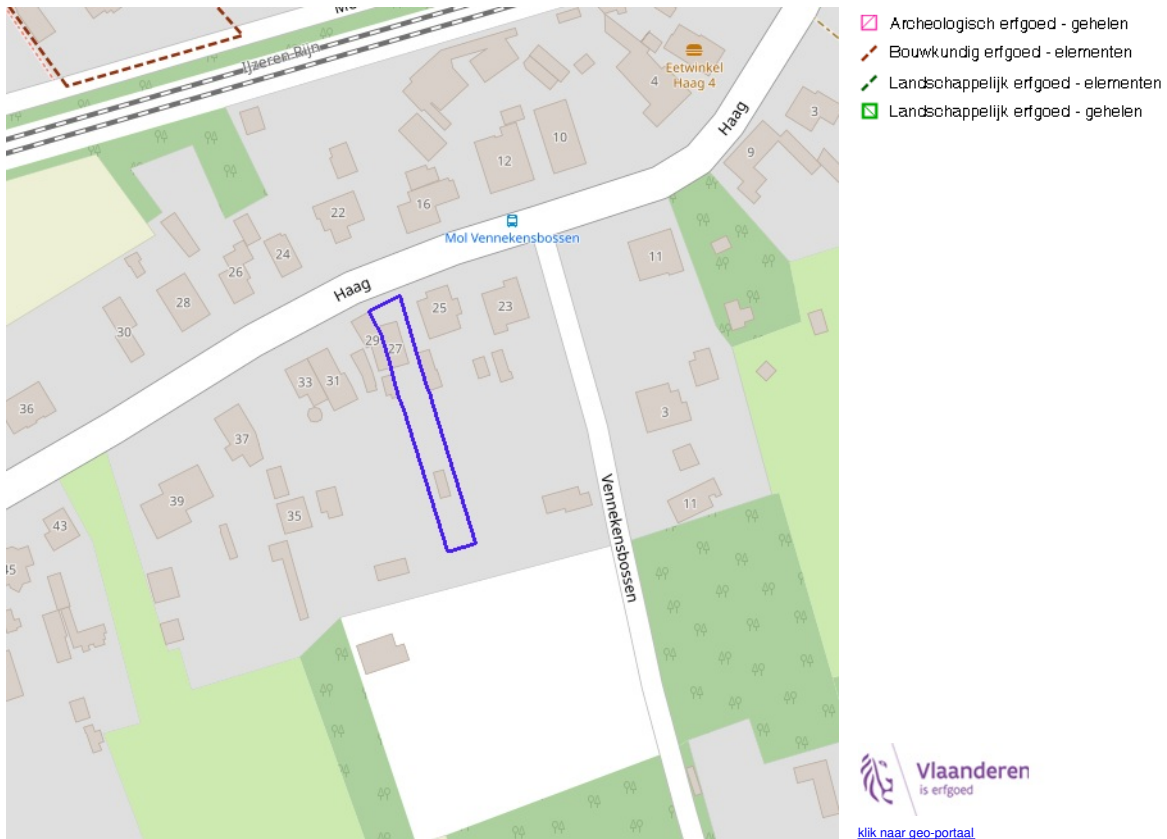 Mo
IJzeren Rijn
Eetwinkel
Haag 4
4
3
Haag
10
9
12
16
22
Mol Vennekensbossen
24
11
26
Haag
28
25
23
30
29
27
33
31
36
3
37
39
11
35
43
45
Vennekensbossen
Archeologisch erfgoed - gehelen
Bouwkundig erfgoed - elementen
Landschappelijk erfgoed - elementen
Landschappelijk erfgoed - gehelen
Vlaanderen
is erfgoed
klik naar geo-portaal